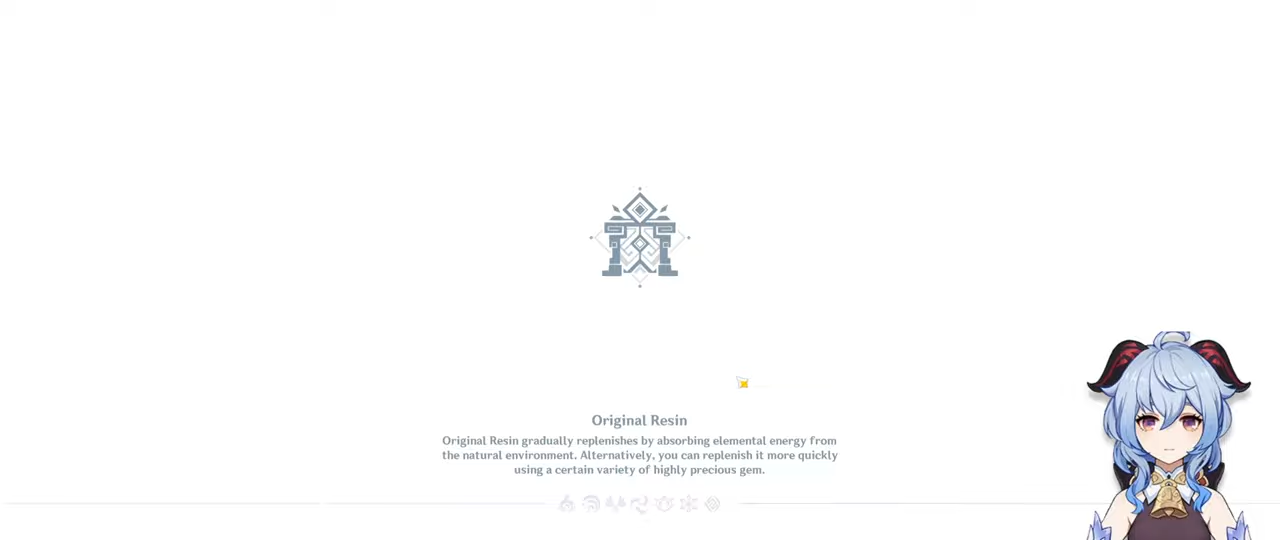 Original Resin
Original Resin gradually replenishes by absorbing elemental energy from
the natural environment. Alternatively, you can replenish it more quickly
using a certain variety of highly precious gem.